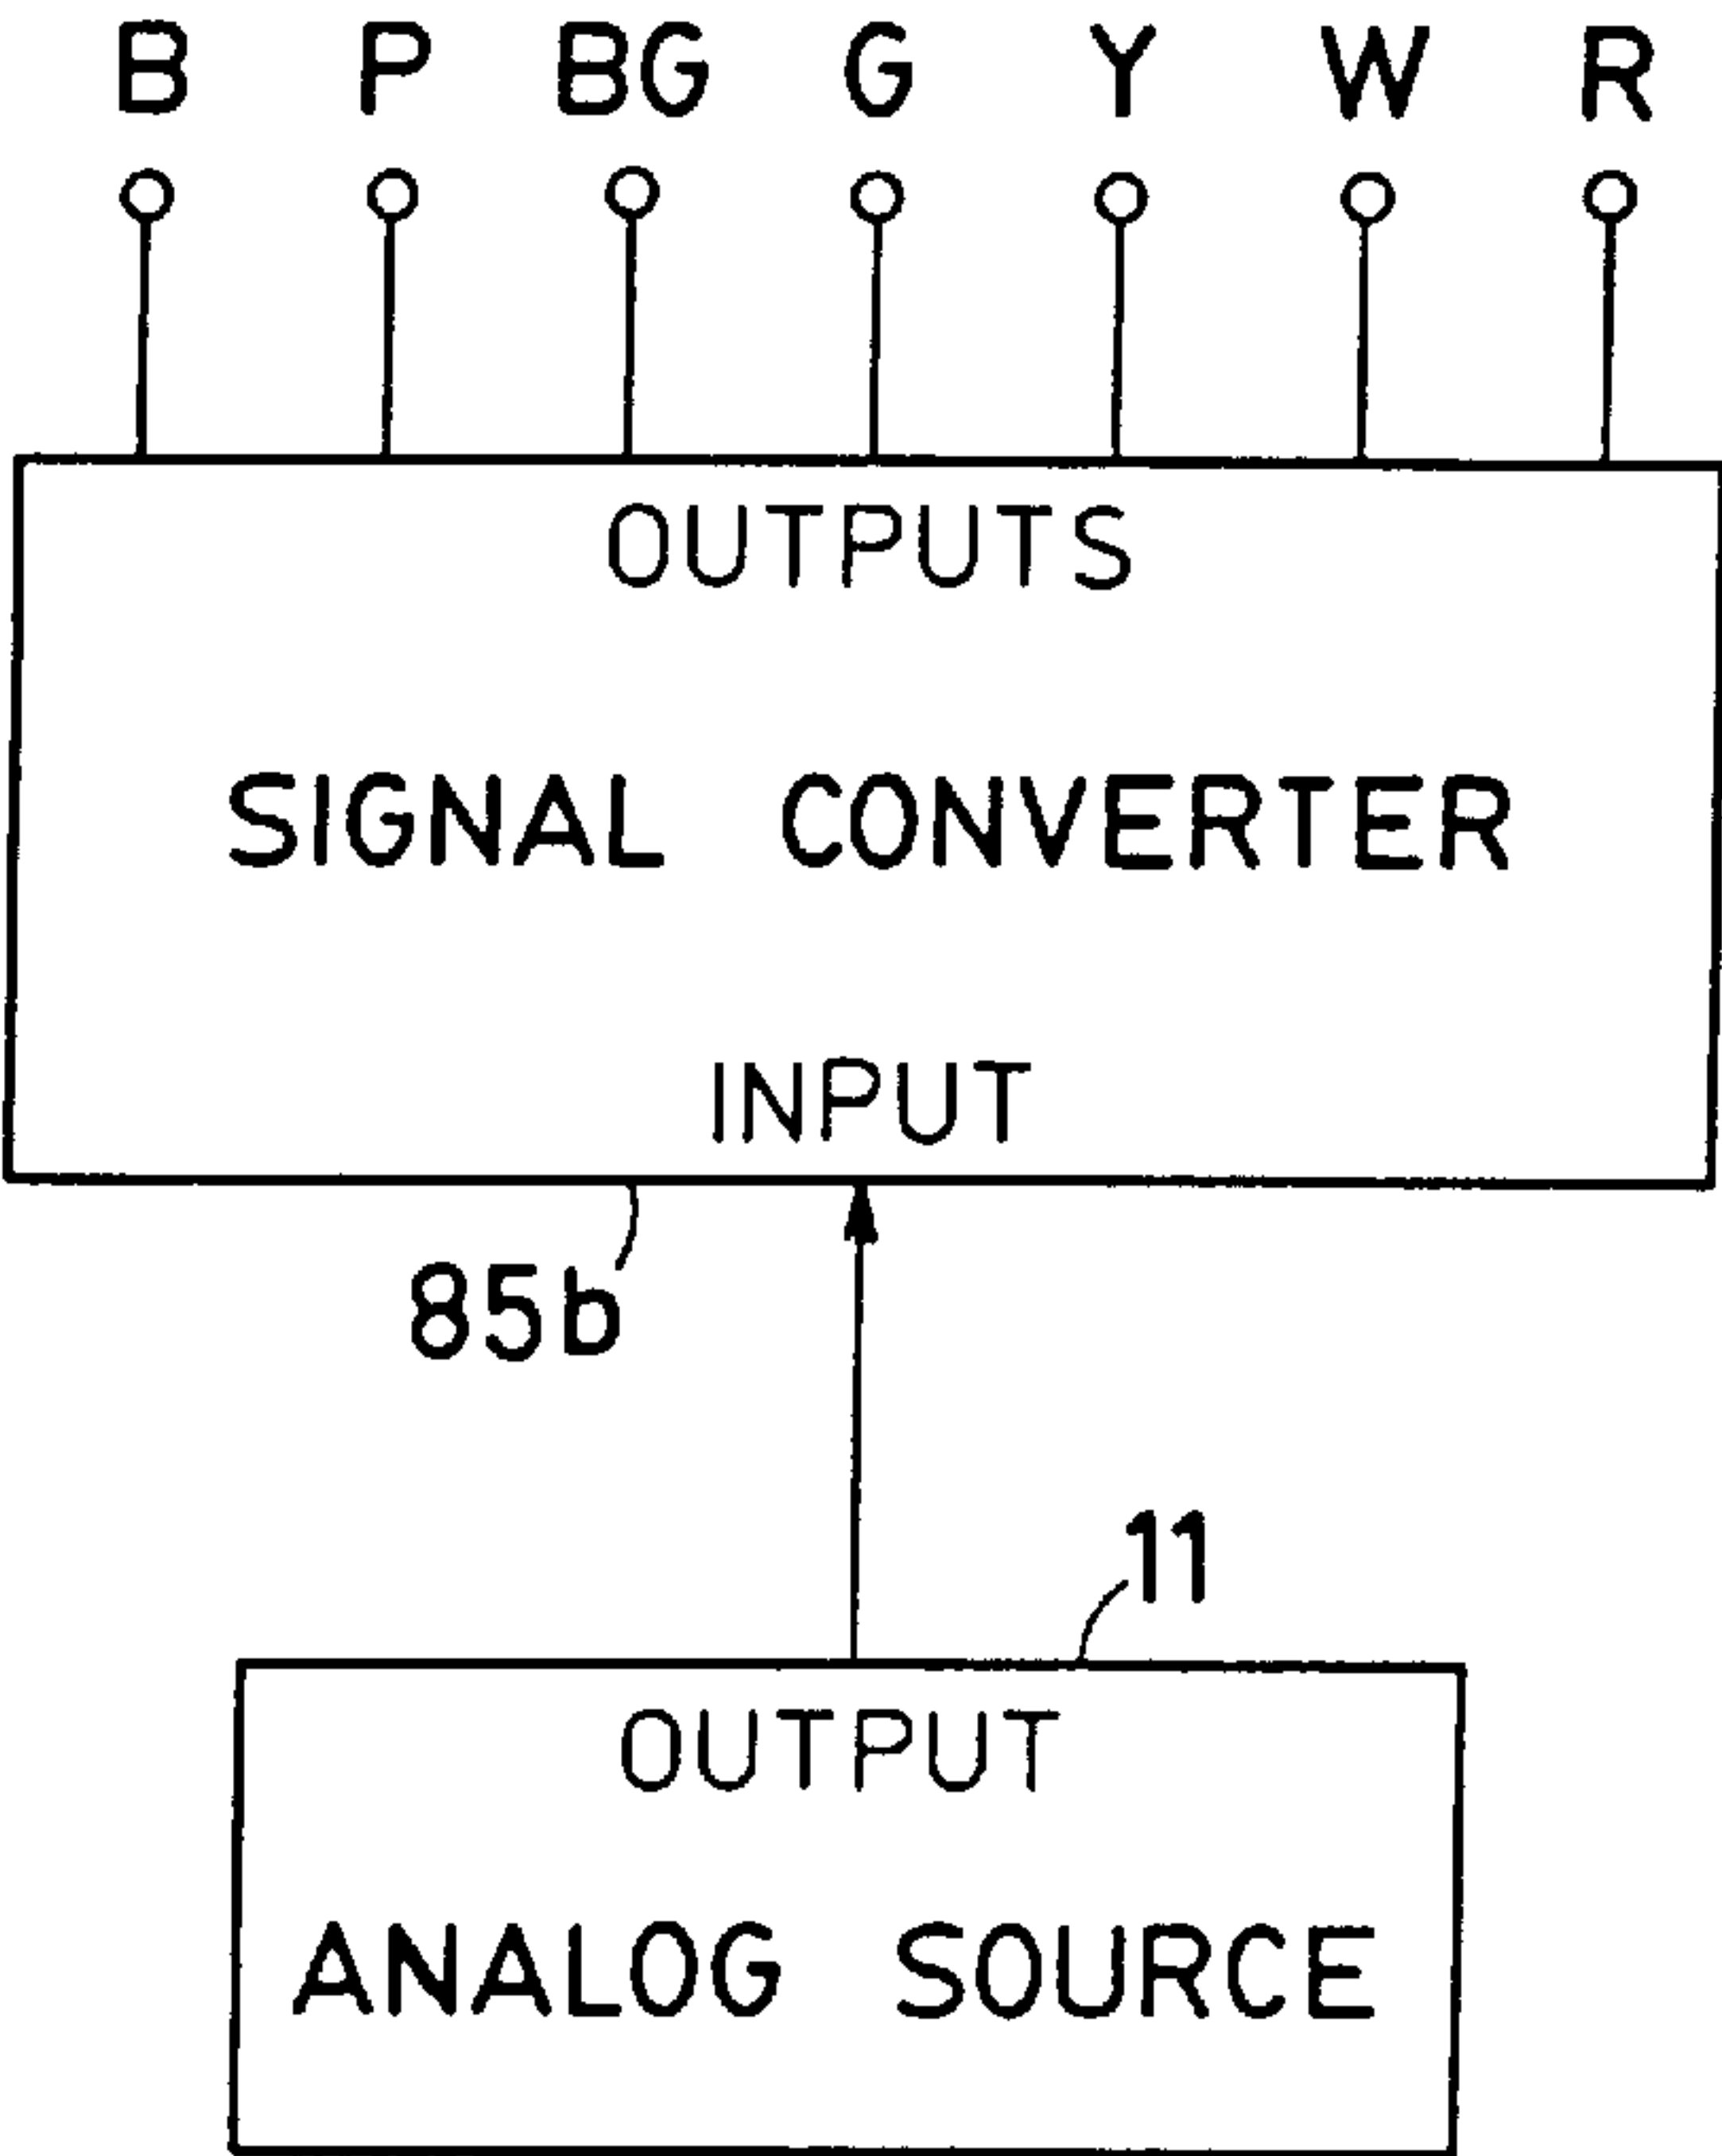 B P BG G Y W R
OUTPUTS
SIGNAL CONVERTER
INPUT
85b
11
OUTPUT
ANALOG SOURCE